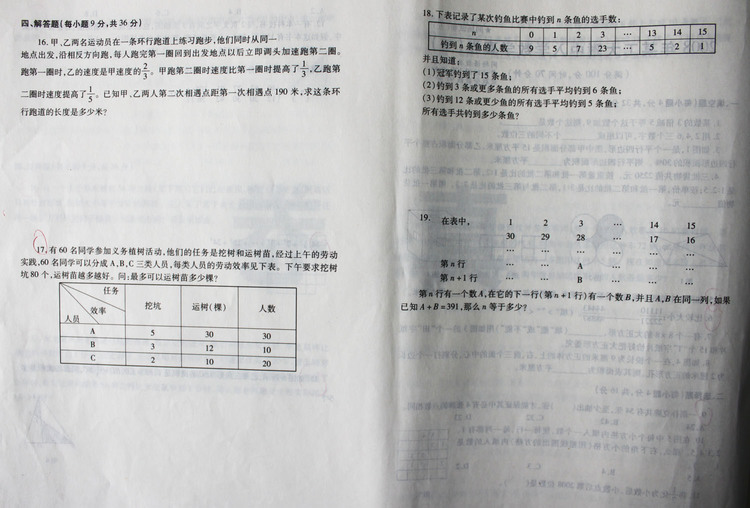 四、解答题(每小题9分,共36分)
16.甲、乙两名运动员在一条环行跑道上练习跑步,他们同时从同一
地点出发,沿相反方向跑,每人跑完第一圈回到出发地点以后立即调头加速跑第二圈。
跑第一圈时,乙的速度是甲速度的2/3。甲跑第二圈时速度比第一圈时提高了1/3,乙跑第
二圈时速度提高了1/5。已知甲、乙两人第二次相遇点距第一次相遇点190米,求这条环
行跑道的长度是多少米?
17.有60名同学参加义务植树活动,他们的任务是挖树和运树苗,经过上午的劳动
实践,60名同学可以分成A,B,C三类人员,每类人员的劳动效率见下表。下午要求挖树
坑80个,运树苗越多越好。问:最多可以运树苗多少棵?
任务
效率
人员
挖坑 运树(棵) 人数
A 5 30 30
B 3 12 10
C 2 10 20
18.下表记录了某次钓鱼比赛中钓到n条鱼的选手数:
n 0 1 2 3 … 13 14 15
钓到n条鱼的人数 9 5 7 23 … 5 2 1
并且知道:
(1)冠军钓到了15条鱼;
(2)钓到3条或更多条鱼的所有选手平均钓到6条鱼;
(3)钓到12条或更少鱼的所有选手平均钓到5条鱼;
所有选手共钓到多少条鱼?
19. 在表中, 1 2 3 … 14 15
30 29 28 … 17 16
… … … … … …
第n行 … … A … … …
第n+1行 … … B … … …
第n行有一个数A,在它的下一行(第n+1行)有一个数B,并且A,B在同一列;如果
已知A+B=391,那么n等于多少?